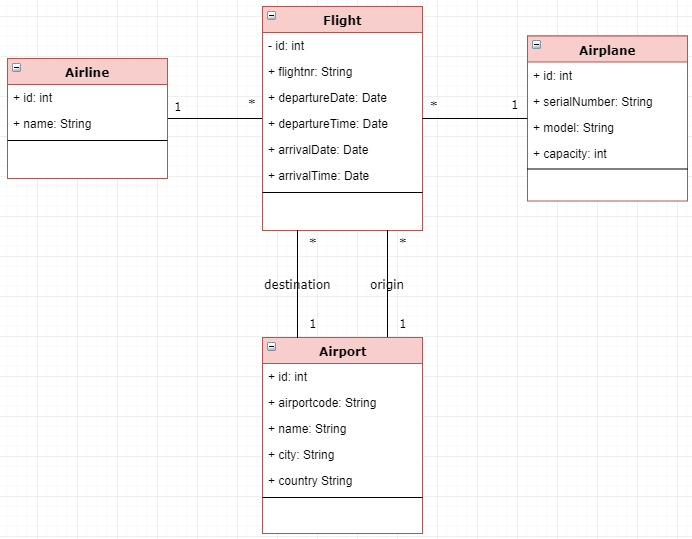 Flight
- id: int
+ flightnr: String
+ departureDate: Date
+ departureTime: Date
+ arrivalDate: Date
+ arrivalTime: Date
Airline
+ id: int
+ name: String
1
*
Airplane
+ id: int
+ serialNumber: String
+ model: String
+ capacity: int
*
1
*
*
destination
origin
1
1
Airport
+ id: int
+ airportcode: String
+ name: String
+ city: String
+ country String